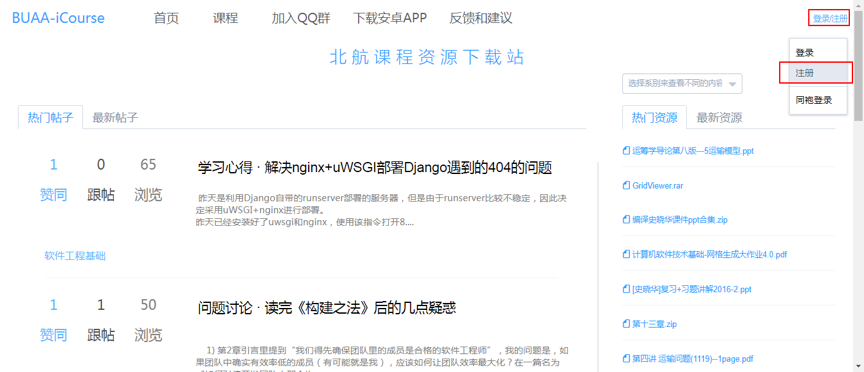 BUAA-iCourse 首页 课程 加入QQ群 下载安卓APP 反馈和建议 登录/注册
登录
注册
同袍登录
北航课程资源下载站
选择系别来查看不同的内容
热门帖子 最新帖子
1 0 65
赞同 跟帖 浏览
学习心得 · 解决nginx+uWSGI部署Django遇到的404的问题
昨天是利用Django自带的runserver部署的服务器，但是由于runserver比较不稳定，因此决
定采用uWSGI+nginx进行部署。
昨天已经安装好了uwsgi和nginx，使用该指令打开8....
软件工程基础
1 1 50
赞同 跟帖 浏览
问题讨论 · 读完《构建之法》后的几点疑惑
1) 第2章引言里提到“我们得先确保团队里的成员是合格的软件工程师”，我的问题是，如
果团队中确实有效率低的成员（有可能就是我），应该如何让团队效率最大化？在一篇名为
热门资源 最新资源
运筹学导论第八版---5运输模型.ppt
GridViewer.rar
编译史晓华课件ppt合集.zip
计算机软件技术基础-网格生成大作业4.0.pdf
[史晓华]复习+习题讲解2016-2.ppt
第十三章.zip
第四讲 运输问题(1119)--1page.pdf